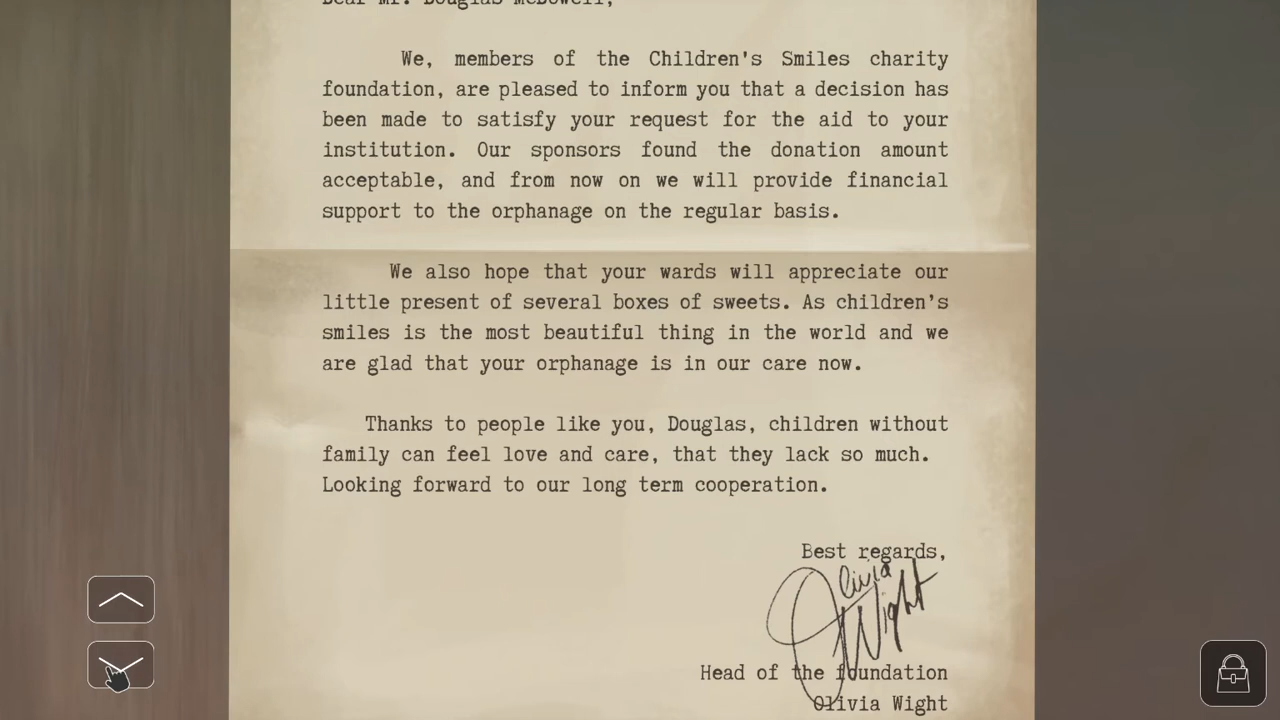 Dear Mr. Douglas McDowell,
We, members of the Children's Smiles charity
foundation, are pleased to inform you that a decision has
been made to satisfy your request for the aid to your
institution. Our sponsors found the donation amount
acceptable, and from now on we will provide financial
support to the orphanage on the regular basis.
We also hope that your wards will appreciate our
little present of several boxes of sweets. As children’s
smiles is the most beautiful thing in the world and we
are glad that your orphanage is in our care now.
Thanks to people like you, Douglas, children without
family can feel love and care, that they lack so much.
Looking forward to our long term cooperation.
Best regards,
Olivia
Wight
Head of the foundation
Olivia Wight